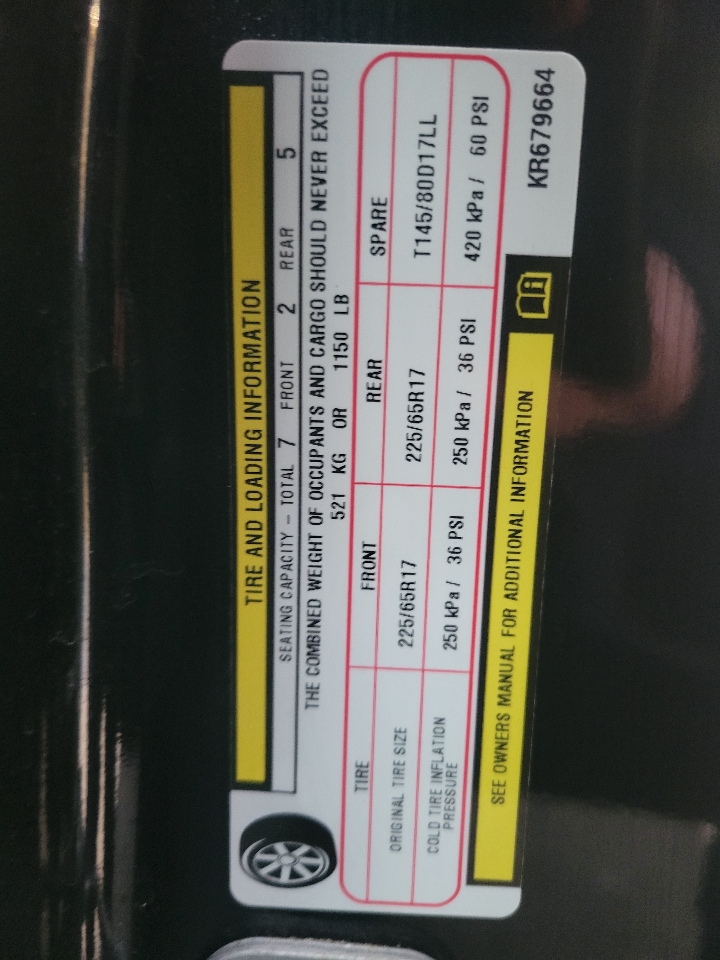 TIRE AND LOADING INFORMATION
SEATING CAPACITY – TOTAL 7 FRONT 2 REAR 5
THE COMBINED WEIGHT OF OCCUPANTS AND CARGO SHOULD NEVER EXCEED
521 KG OR 1150 LB
TIRE FRONT REAR SPARE
ORIGINAL TIRE SIZE 225/65R17 225/65R17 T145/80D17LL
COLD TIRE INFLATION PRESSURE 250 kPa / 36 PSI 250 kPa / 36 PSI 420 kPa / 60 PSI
SEE OWNERS MANUAL FOR ADDITIONAL INFORMATION
KR679664